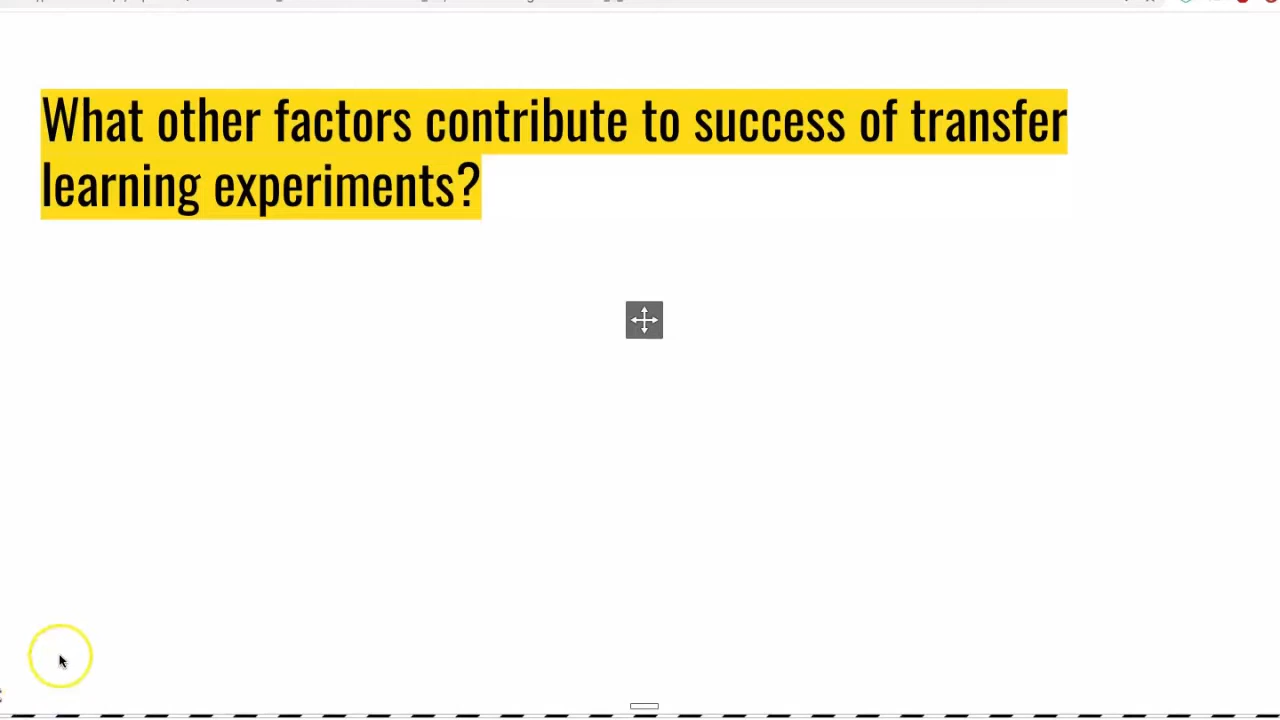 What other factors contribute to success of transfer
learning experiments?